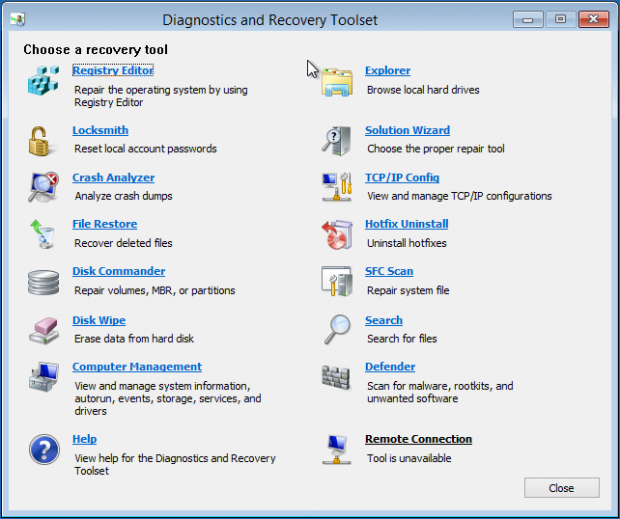 Diagnostics and Recovery Toolset
Choose a recovery tool
Registry Editor
Repair the operating system by using
Registry Editor
Explorer
Browse local hard drives
Locksmith
Reset local account passwords
Solution Wizard
Choose the proper repair tool
Crash Analyzer
Analyze crash dumps
TCP/IP Config
View and manage TCP/IP configurations
File Restore
Recover deleted files
Hotfix Uninstall
Uninstall hotfixes
Disk Commander
Repair volumes, MBR, or partitions
SFC Scan
Repair system file
Disk Wipe
Erase data from hard disk
Search
Search for files
Computer Management
View and manage system information,
autorun, events, storage, services, and
drivers
Defender
Scan for malware, rootkits, and
unwanted software
Help
View help for the Diagnostics and Recovery
Toolset
Remote Connection
Tool is unavailable
Close